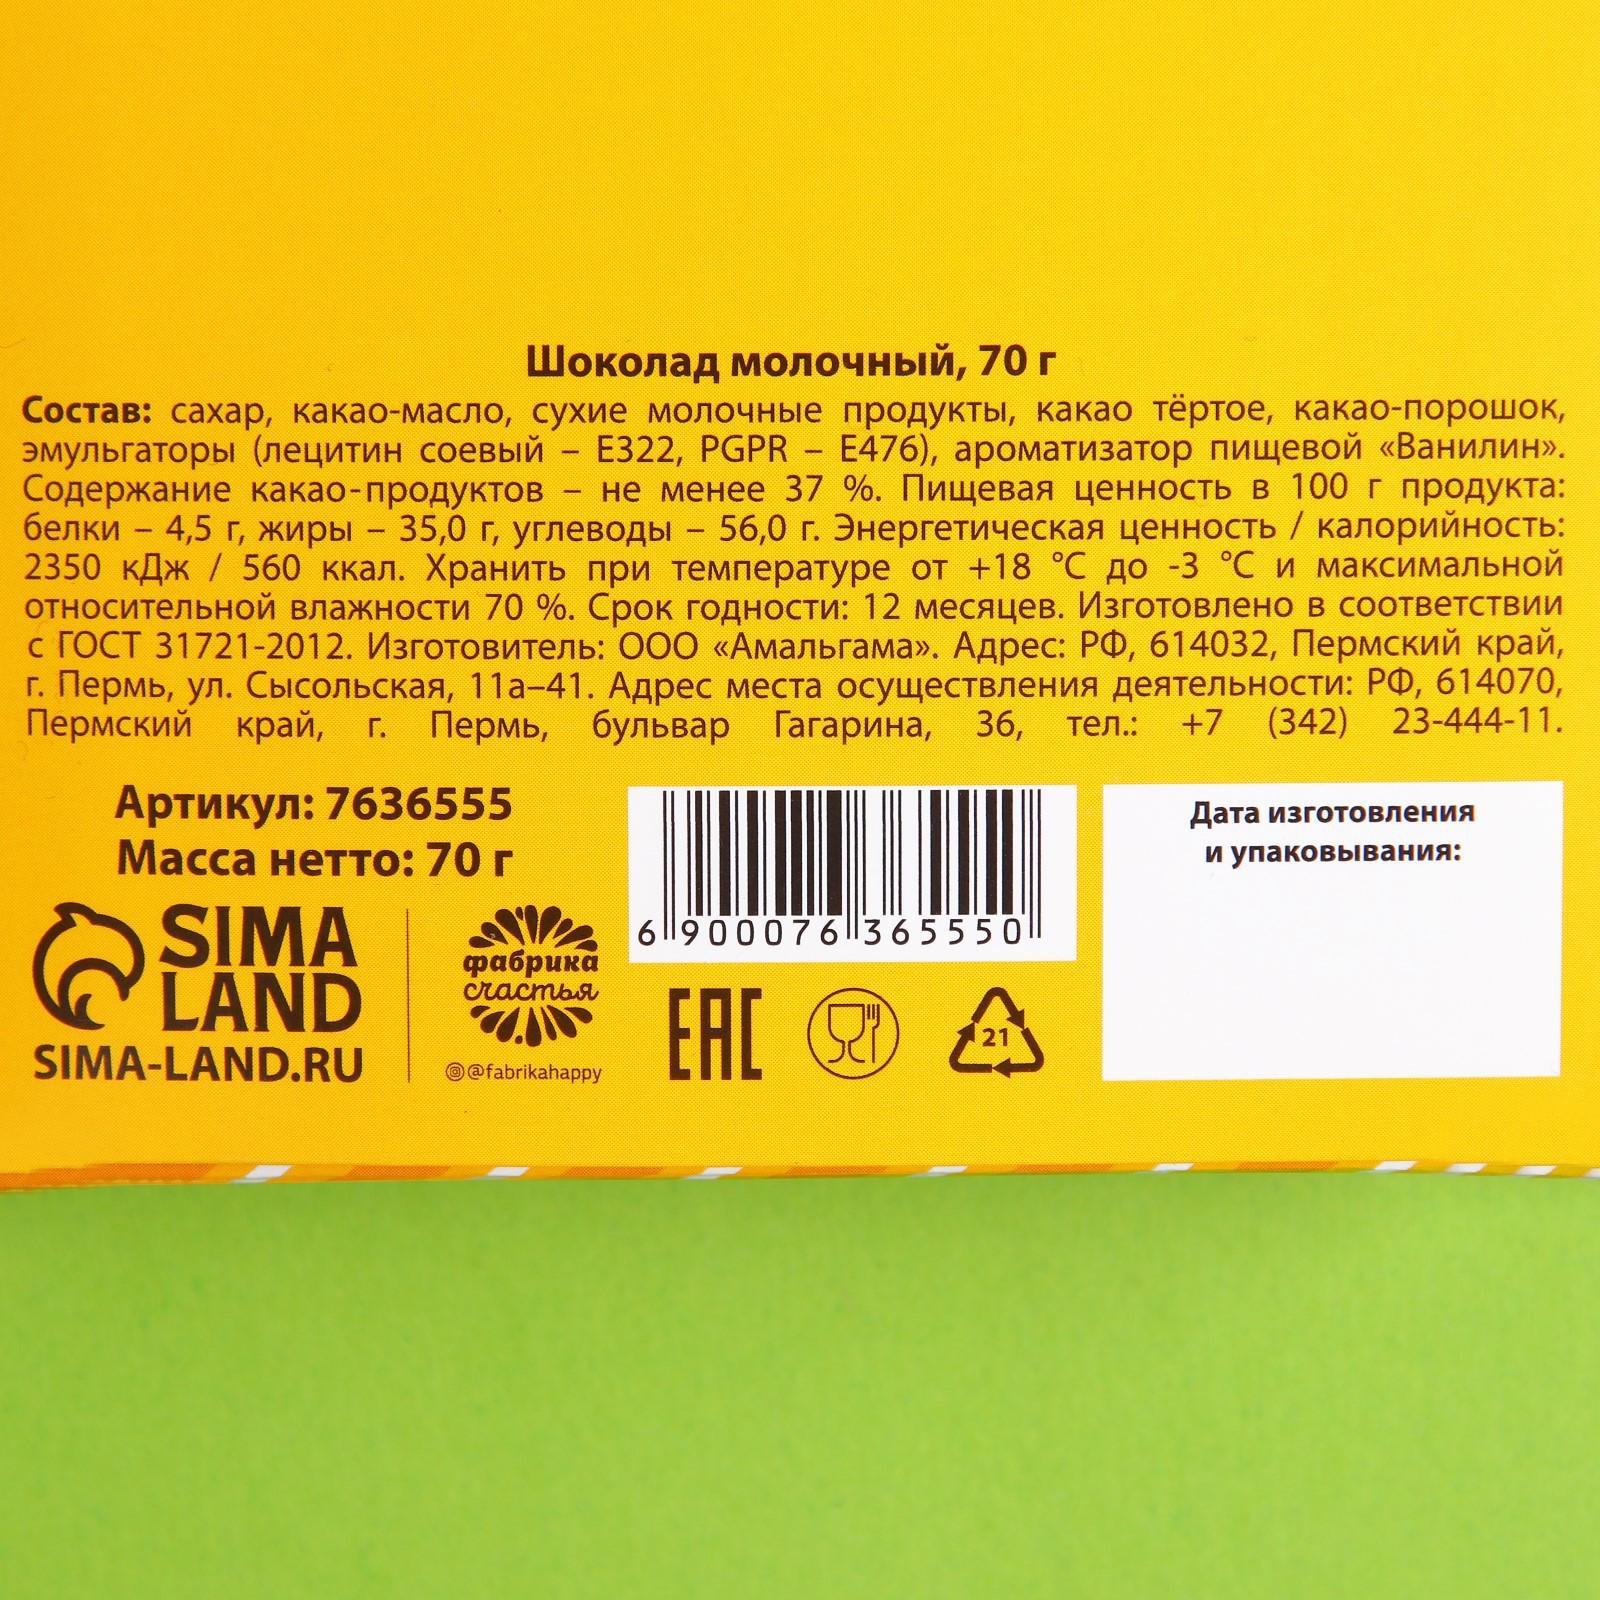 Шоколад молочный, 70 г
Состав: сахар, какао-масло, сухие молочные продукты, какао тёртое, какао-порошок,
эмульгаторы (лецитин соевый – Е322, PGPR – Е476), ароматизатор пищевой «Ванилин».
Содержание какао-продуктов – не менее 37 %. Пищевая ценность в 100 г продукта:
белки – 4,5 г, жиры – 35,0 г, углеводы – 56,0 г. Энергетическая ценность / калорийность:
2350 кДж / 560 ккал. Хранить при температуре от +18 °С до -3 °С и максимальной
относительной влажности 70 %. Срок годности: 12 месяцев. Изготовлено в соответствии
с ГОСТ 31721-2012. Изготовитель: ООО «Амальгама». Адрес: РФ, 614032, Пермский край,
г. Пермь, ул. Сысольская, 11а–41. Адрес места осуществления деятельности: РФ, 614070,
Пермский край, г. Пермь, бульвар Гагарина, 36, тел.: +7 (342) 23-444-11.
Артикул: 7636555
Масса нетто: 70 г
SIMA
LAND
SIMA-LAND.RU
фабрика
счастья
@fabrikahappy
6 900076 365550
EAC
21
Дата изготовления
и упаковывания: